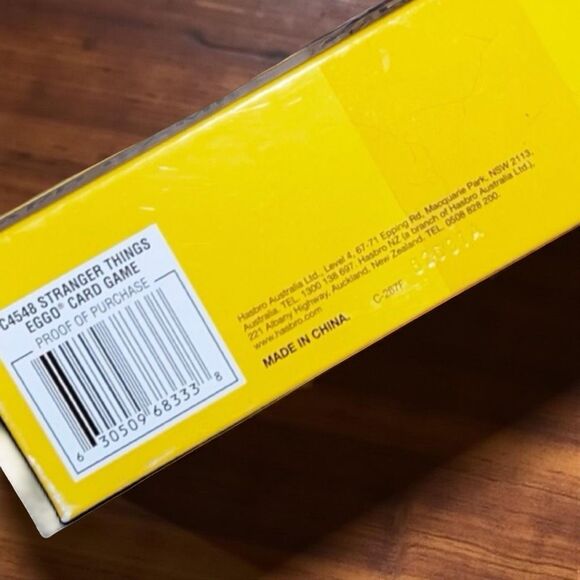 C4548 STRANGER THINGS
EGGO® CARD GAME
PROOF OF PURCHASE
6 30509 68333 8
Hasbro Australia Ltd., Level 4, 67-71 Epping Rd, Macquarie Park, NSW 2113,
Australia. TEL. 1300 138 697. Hasbro NZ (a branch of Hasbro Australia Ltd.),
221 Albany Highway, Auckland, New Zealand. TEL. 0508 828 200.
www.hasbro.com
C-267F
MADE IN CHINA.